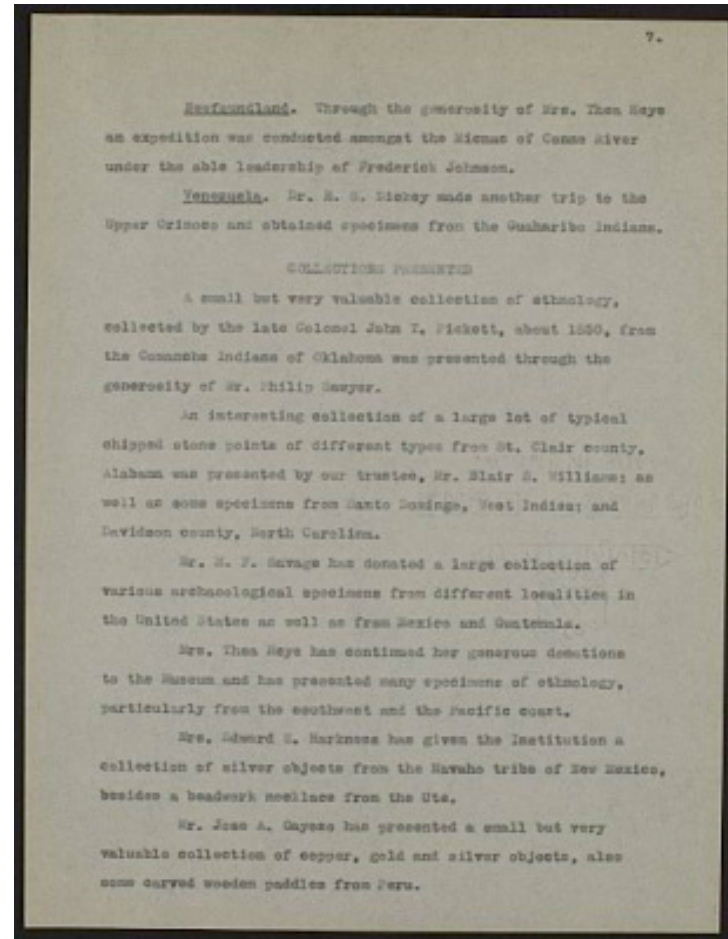 7.
Newfoundland. Through the generosity of Mrs. Thea Heye
an expedition was conducted amongst the Micmac of Conne River
under the able leadership of Frederick Johnson.
Venezuela. Dr. H. S. Dickey made another trip to the
Upper Orinoco and obtained specimens from the Guaharibo Indians.
COLLECTIONS PRESENTED
A small but very valuable collection of ethnology,
collected by the late Colonel John T. Pickett, about 1850, from
the Comanche Indians of Oklahoma was presented through the
generosity of Mr. Philip Sawyer.
An interesting collection of a large lot of typical
chipped stone points of different types from St. Clair county,
Alabama was presented by our trustee, Mr. Blair S. Williams; as
well as some specimens from Santo Domingo, West Indies; and
Davidson county, North Carolina.
Mr. M. F. Savage has donated a large collection of
various archaeological specimens from different localities in
the United States as well as from Mexico and Guatemala.
Mrs. Thea Heye has continued her generous donations
to the Museum and has presented many specimens of ethnology,
particularly from the southwest and the Pacific coast.
Mrs. Edward S. Harkness has given the Institution a
collection of silver objects from the Navaho tribe of New Mexico,
besides a beadwork necklace from the Ute.
Mr. Jose A. Gayoso has presented a small but very
valuable collection of copper, gold and silver objects, also
some carved wooden paddles from Peru.